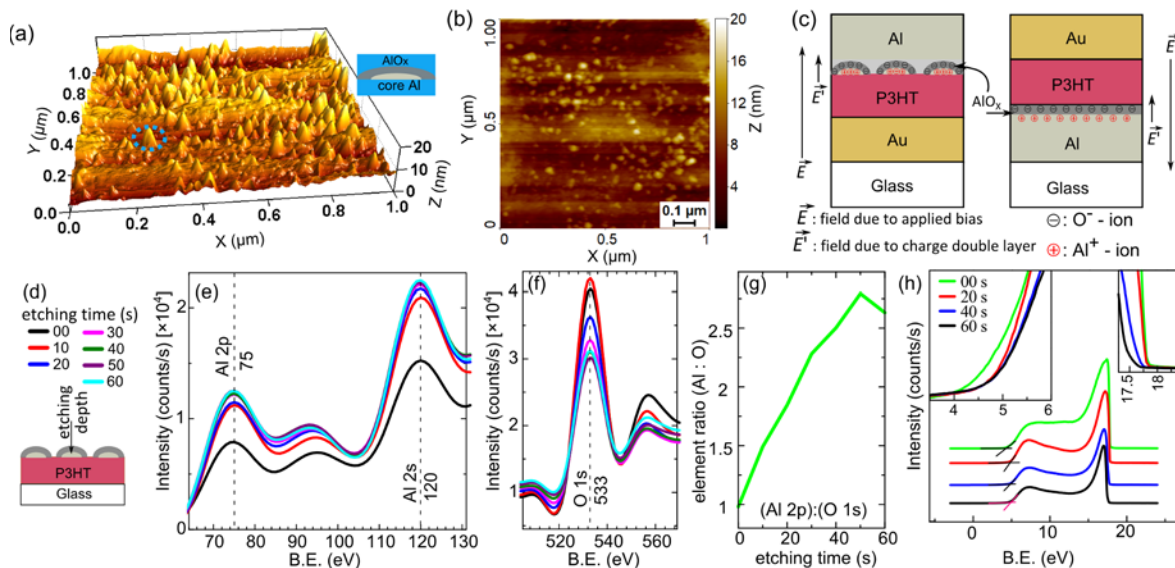 (a)
AlOx
core Al
Y (µm)
1.0
0.8
0.6
0.4
0.2
0.0
0.0
0.2
0.4
0.6
0.8
1.0
X (µm)
20
10
0
Z (nm)
(b)
1.00
0.5
0
Y (µm)
0
0.5
1
X (µm)
0.1 µm
20
16
12
8
4
Z (nm)
(c)
Al
P3HT
Au
Glass
E
E'
AlOx
Au
P3HT
Al
Glass
E'
E
E : field due to applied bias
E' : field due to charge double layer
⊖: O⁻ - ion
⊕: Al⁺ - ion
(d)
etching time (s)
00 30
10 40
20 50
60
etching
depth
P3HT
Glass
(e)
Intensity (counts/s) [×10⁴]
2
1
0
Al 2p
75
Al 2s
120
70 80 90 100 110 120 130
B.E. (eV)
(f)
Intensity (counts/s) [×10⁴]
4
3
2
1
O 1s
533
520 540 560
B.E. (eV)
(g)
element ratio (Al : O)
2.5
2
1.5
1
(Al 2p):(O 1s)
0 20 40 60
etching time (s)
(h)
Intensity (counts/s)
00 s
20 s
40 s
60 s
4 5 6
17.5
18
0 10 20
B.E. (eV)